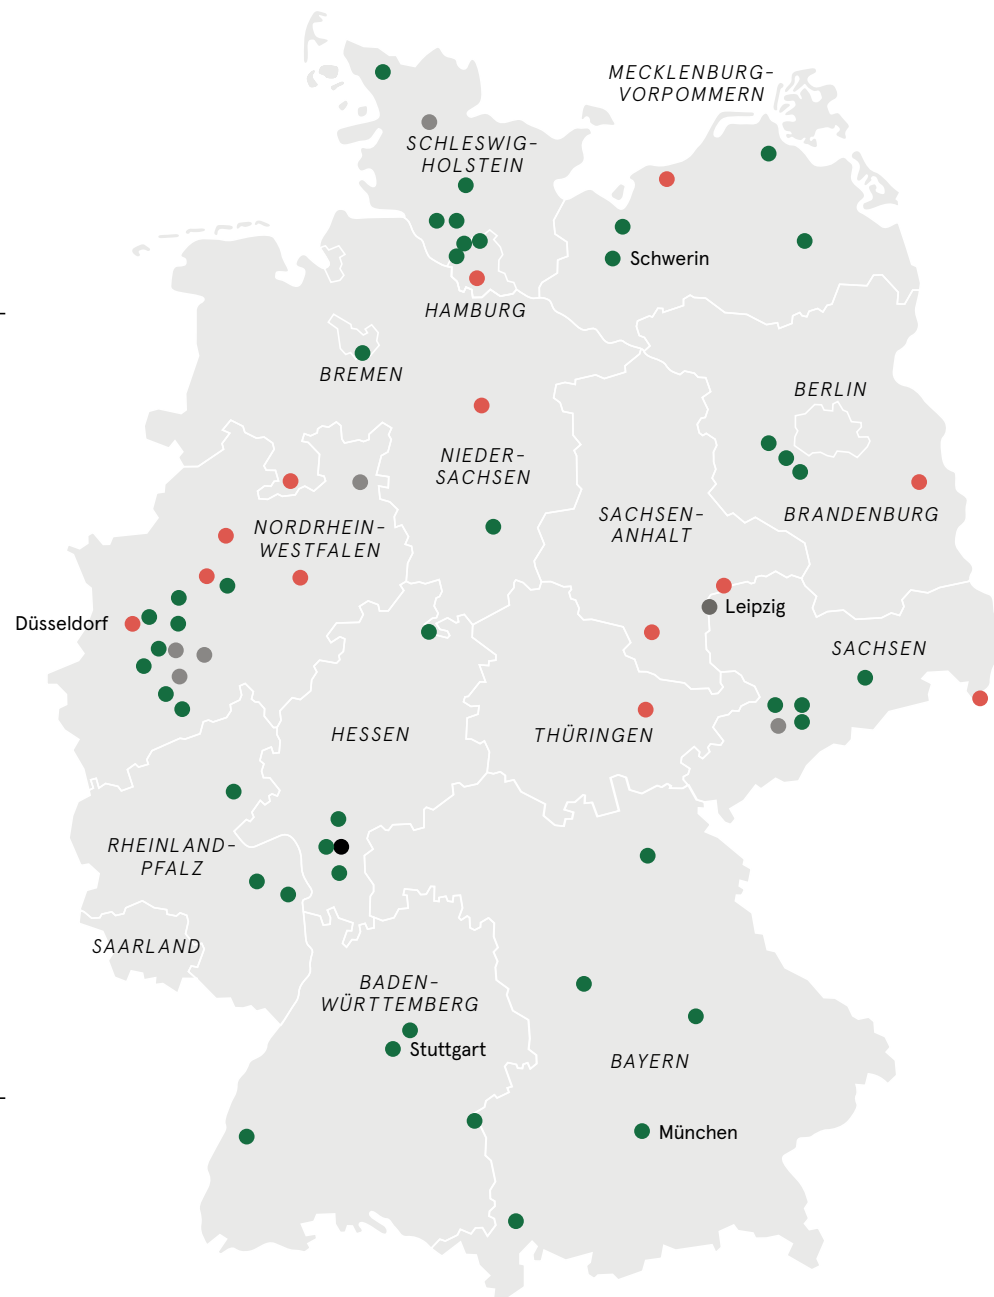 MECKLENBURG-
VORPOMMERN
SCHLESWIG-
HOLSTEIN
Schwerin
HAMBURG
BREMEN
BERLIN
NIEDER-
SACHSEN
SACHSEN-
ANHALT
BRANDENBURG
NORDRHEIN-
WESTFALEN
Leipzig
Düsseldorf
SACHSEN
HESSEN
THÜRINGEN
RHEINLAND-
PFALZ
SAARLAND
BADEN-
WÜRTTEMBERG
Stuttgart
BAYERN
München